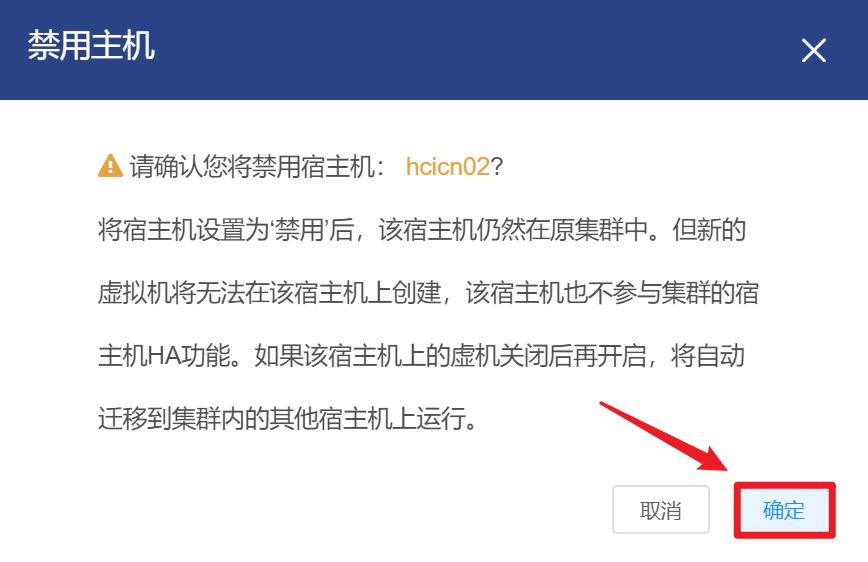 禁用主机
请确认您将禁用宿主机： hcicn02?
将宿主机设置为‘禁用’后，该宿主机仍然在原集群中。但新的
虚拟机将无法在该宿主机上创建，该宿主机也不参与集群的宿
主机HA功能。如果该宿主机上的虚机关闭后再开启，将自动
迁移到集群内的其他宿主机上运行。
取消 确定